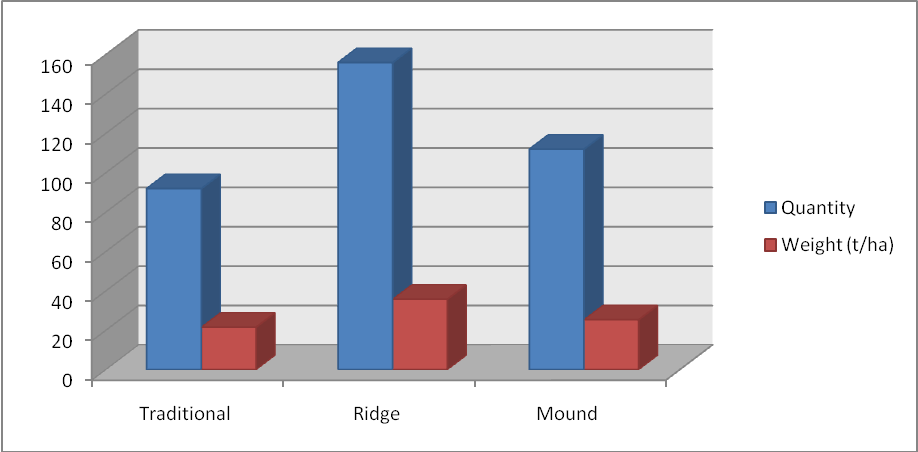 160
140
120
100
80
60
40
20
0
Traditional
Ridge
Mound
Quantity
Weight (t/ha)